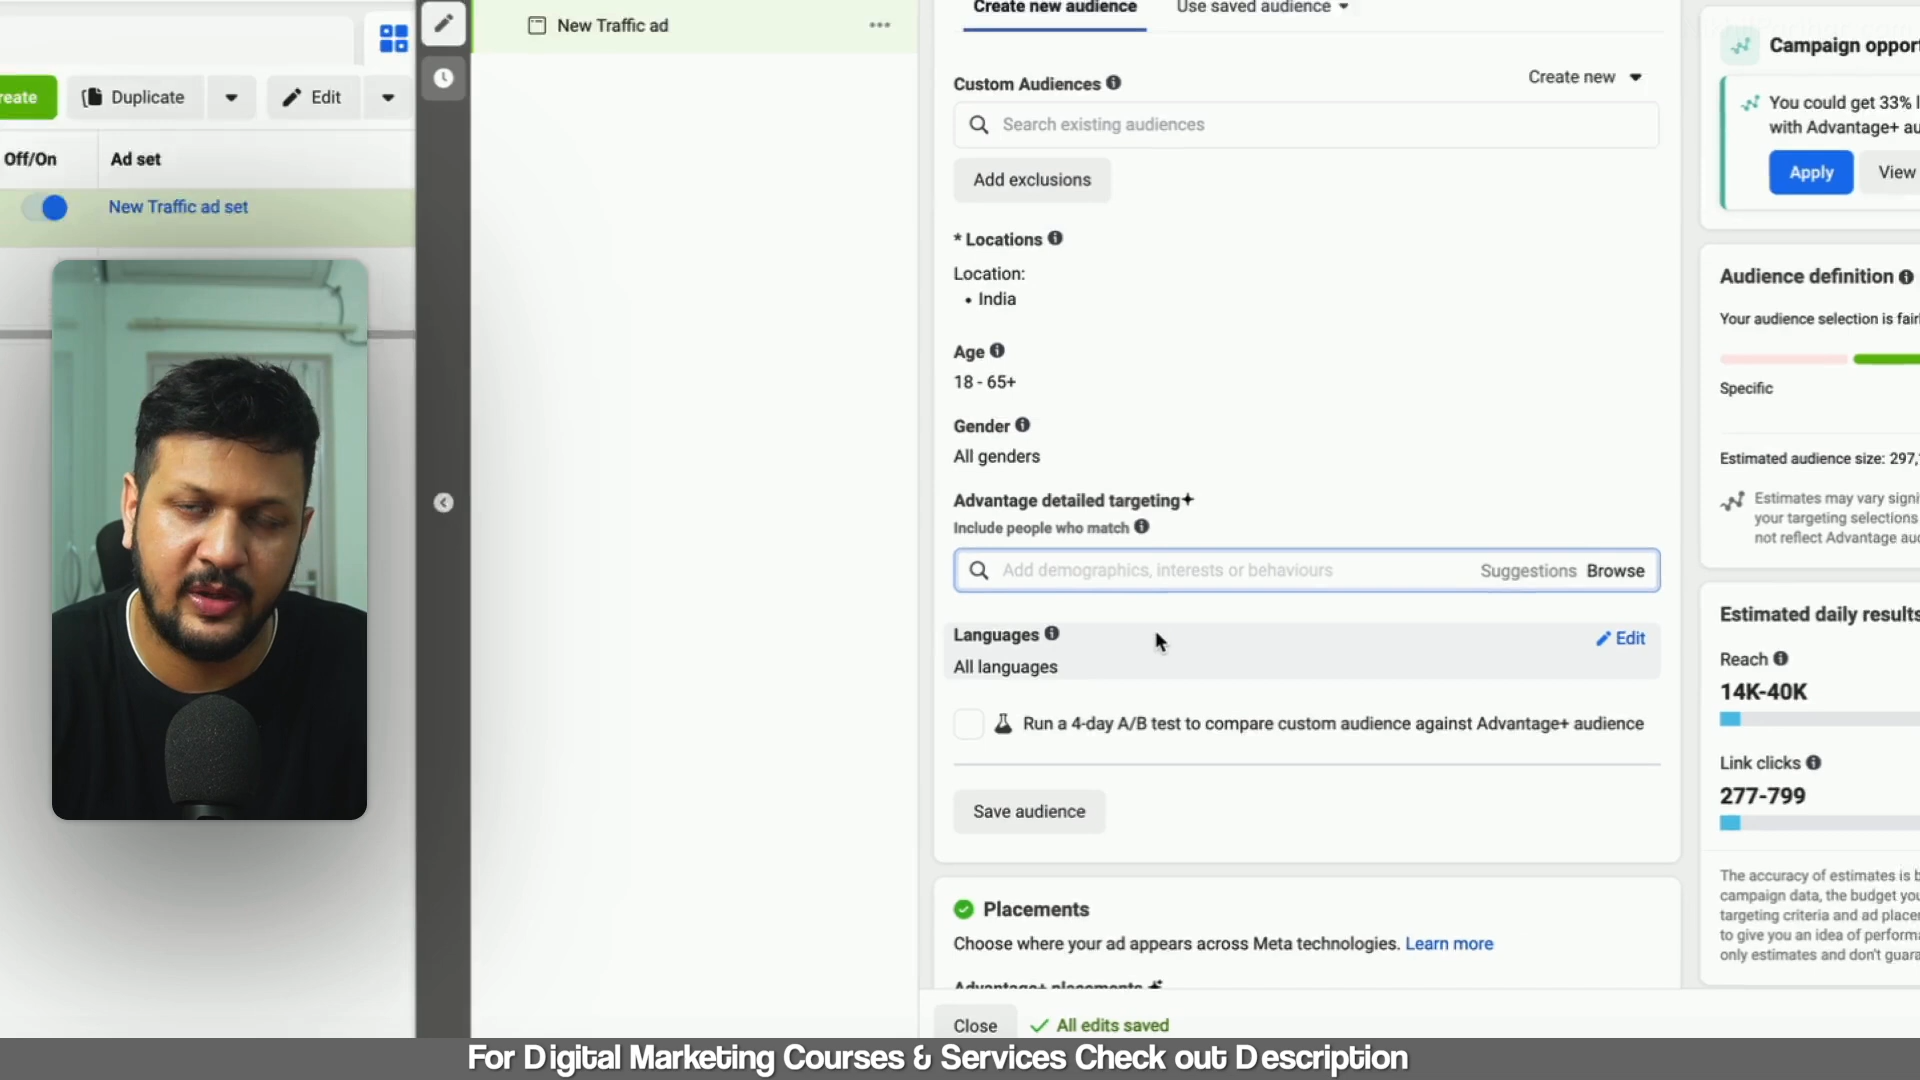 New Traffic ad
reate
Duplicate
Edit
Off/On
Ad set
New Traffic ad set
Create new audience
Use saved audience
Custom Audiences
Create new
Search existing audiences
Add exclusions
* Locations
Location:
• India
Age
18 - 65+
Gender
All genders
Advantage detailed targeting
Include people who match
Add demographics, interests or behaviours
Suggestions
Browse
Languages
Edit
All languages
Run a 4-day A/B test to compare custom audience against Advantage+ audience
Save audience
Placements
Choose where your ad appears across Meta technologies. Learn more
Advantage+ placements
Close
All edits saved
Campaign opport
You could get 33% l
with Advantage+ au
Apply
View
Audience definition
Your audience selection is fair
Specific
Estimated audience size: 297,
Estimates may vary signi
your targeting selections
not reflect Advantage aud
Estimated daily results
Reach
14K-40K
Link clicks
277-799
The accuracy of estimates is b
campaign data, the budget you
targeting criteria and ad place
to give you an idea of performa
only estimates and don't guara
For Digital Marketing Courses & Services Check out Description